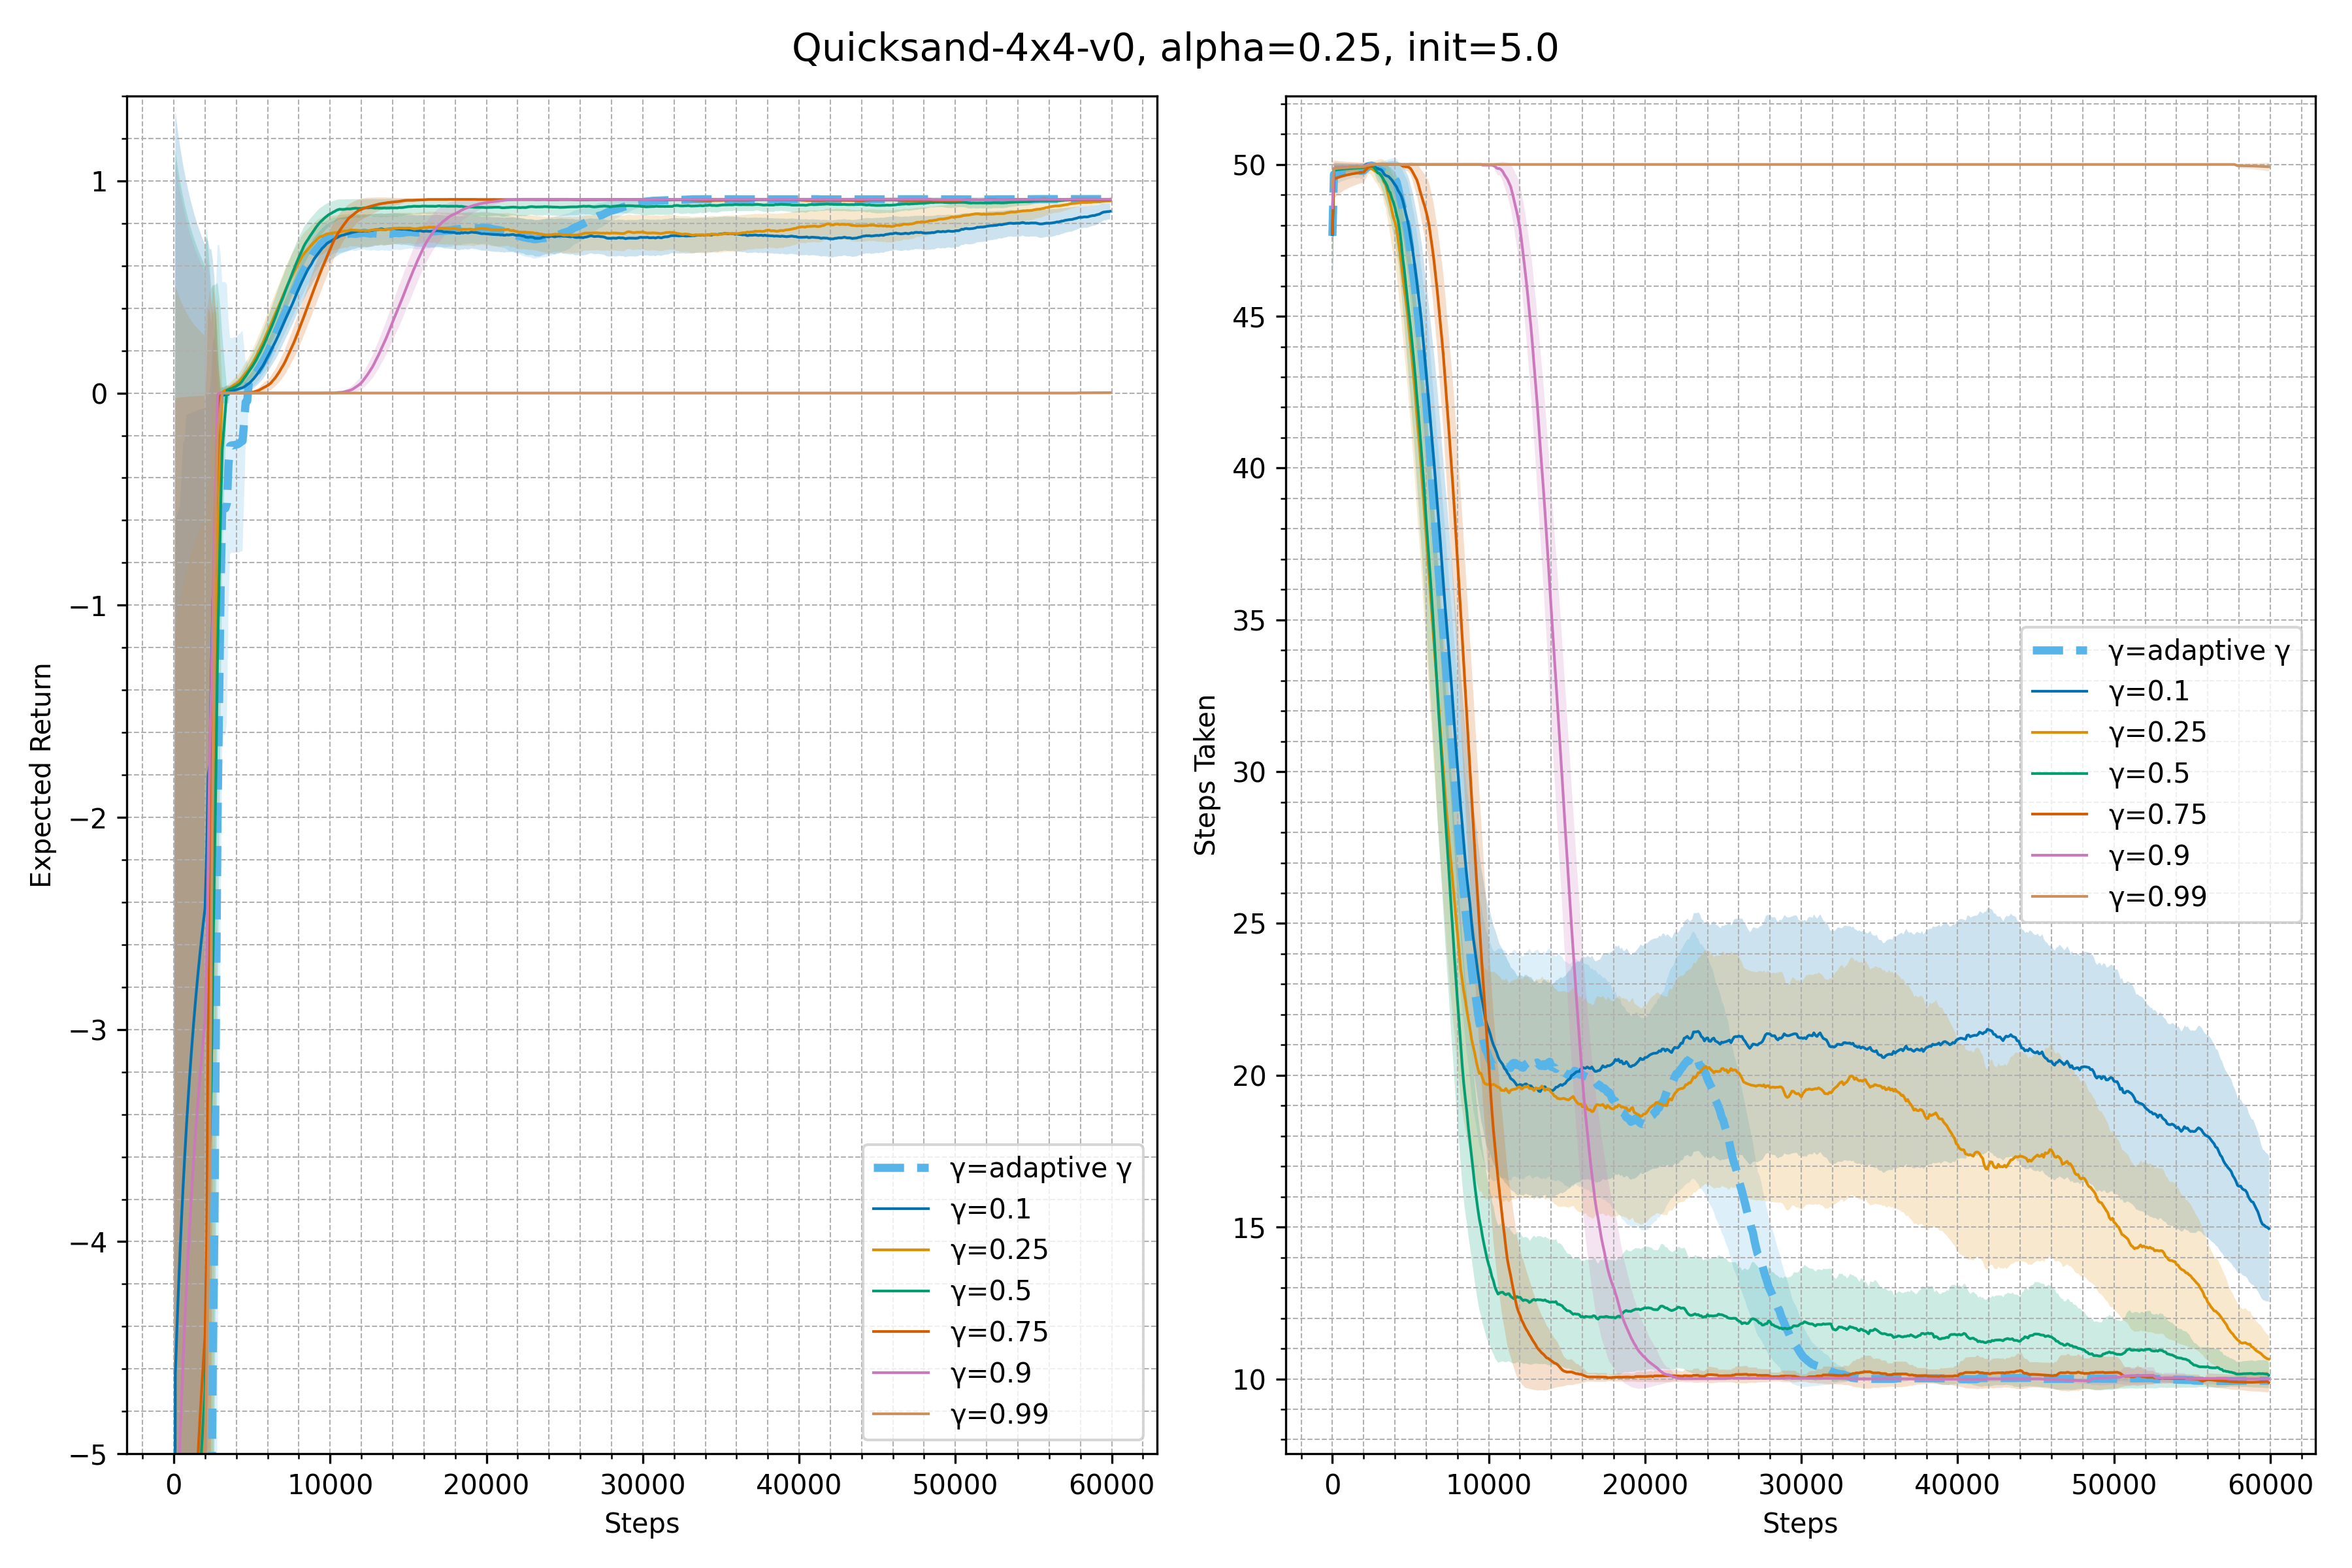 Quicksand-4x4-v0, alpha=0.25, init=5.0
Expected Return
1
0
−1
−2
−3
−4
−5
0 10000 20000 30000 40000 50000 60000
Steps
γ=adaptive γ
γ=0.1
γ=0.25
γ=0.5
γ=0.75
γ=0.9
γ=0.99
Steps Taken
50
45
40
35
30
25
20
15
10
0 10000 20000 30000 40000 50000 60000
Steps
γ=adaptive γ
γ=0.1
γ=0.25
γ=0.5
γ=0.75
γ=0.9
γ=0.99